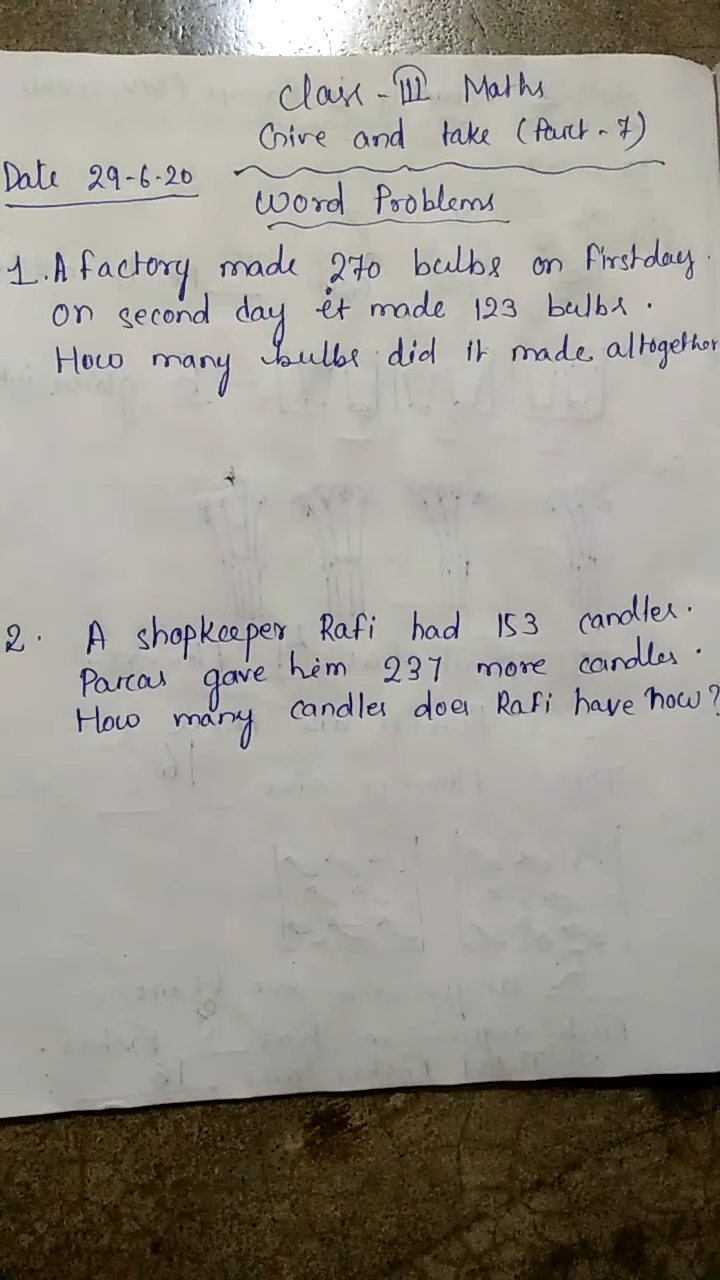 Class - III Maths
Give and take (Part - 7)
Date 29-6-20
Word Problems
1. A factory made 270 bulbs on first day.
on second day it made 123 bulbs.
How many bulbs did it made altogether
2. A shopkeeper Rafi had 153 candles.
Paras gave him 237 more candles.
How many candles does Rafi have now?